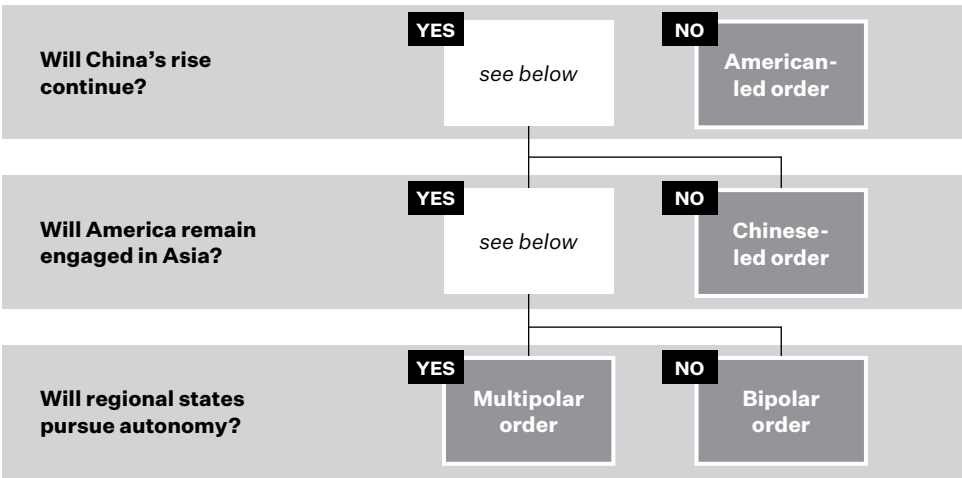 YES
NO
Will China’s rise
continue?
see below
American-
led order
YES
NO
Will America remain
engaged in Asia?
see below
Chinese-
led order
YES
NO
Will regional states
pursue autonomy?
Multipolar
order
Bipolar
order